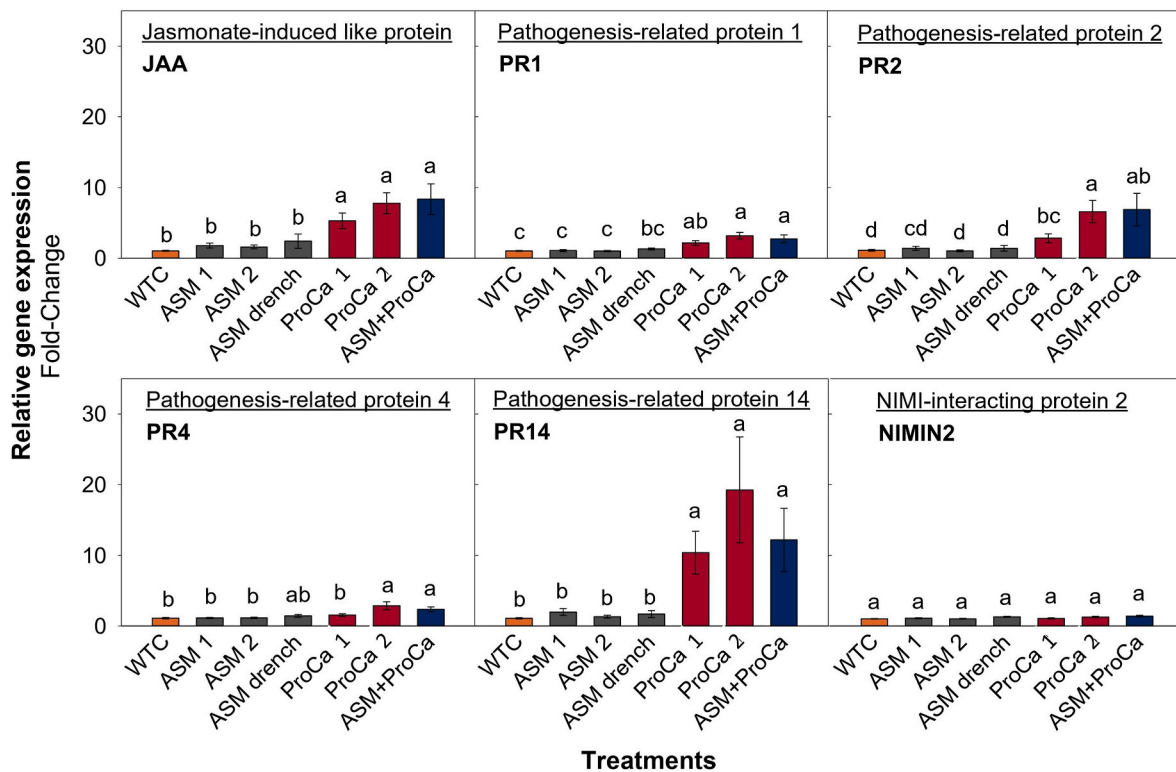 Relative gene expression
Fold-Change
Jasmonate-induced like protein
JAA
30
20
10
0
b
b
b
b
a
a
a
WTC
ASM 1
ASM 2
ASM drench
ProCa 1
ProCa 2
ASM+ProCa
Pathogenesis-related protein 1
PR1
c
c
c
bc
ab
a
a
WTC
ASM 1
ASM 2
ASM drench
ProCa 1
ProCa 2
ASM+ProCa
Pathogenesis-related protein 2
PR2
d
cd
d
d
bc
a
ab
WTC
ASM 1
ASM 2
ASM drench
ProCa 1
ProCa 2
ASM+ProCa
Pathogenesis-related protein 4
PR4
30
20
10
0
b
b
b
ab
b
a
a
WTC
ASM 1
ASM 2
ASM drench
ProCa 1
ProCa 2
ASM+ProCa
Pathogenesis-related protein 14
PR14
b
b
b
b
a
a
a
WTC
ASM 1
ASM 2
ASM drench
ProCa 1
ProCa 2
ASM+ProCa
NIMI-interacting protein 2
NIMIN2
a
a
a
a
a
a
a
WTC
ASM 1
ASM 2
ASM drench
ProCa 1
ProCa 2
ASM+ProCa
Treatments